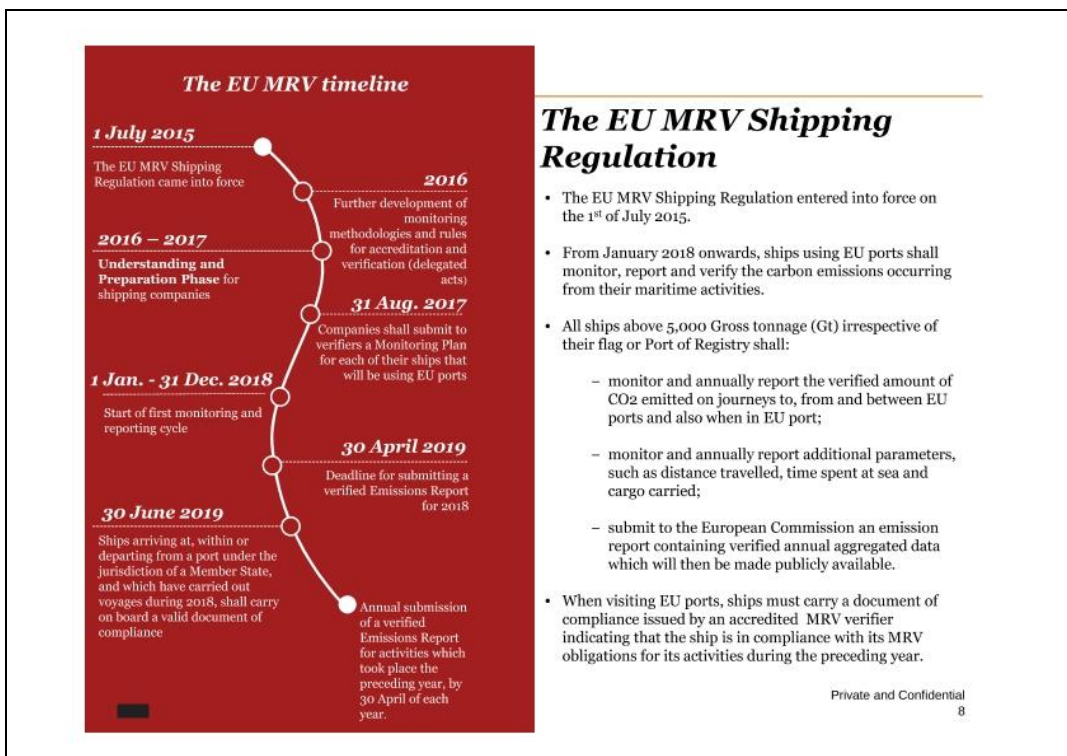 The EU MRV timeline
1 July 2015
The EU MRV Shipping
Regulation came into force
2016
Further development of
monitoring
methodologies and rules
for accreditation and
verification (delegated
acts)
2016 – 2017
Understanding and
Preparation Phase for
shipping companies
31 Aug. 2017
Companies shall submit to
verifiers a Monitoring Plan
for each of their ships that
will be using EU ports
1 Jan. - 31 Dec. 2018
Start of first monitoring and
reporting cycle
30 April 2019
Deadline for submitting a
verified Emissions Report
for 2018
30 June 2019
Ships arriving at, within or
departing from a port under the
jurisdiction of a Member State,
and which have carried out
voyages during 2018, shall carry
on board a valid document of
compliance
Annual submission
of a verified
Emissions Report
for activities which
took place the
preceding year, by
30 April of each
year.
The EU MRV Shipping
Regulation
• The EU MRV Shipping Regulation entered into force on
the 1st of July 2015.
• From January 2018 onwards, ships using EU ports shall
monitor, report and verify the carbon emissions occurring
from their maritime activities.
• All ships above 5,000 Gross tonnage (Gt) irrespective of
their flag or Port of Registry shall:
– monitor and annually report the verified amount of
CO2 emitted on journeys to, from and between EU
ports and also when in EU port;
– monitor and annually report additional parameters,
such as distance travelled, time spent at sea and
cargo carried;
– submit to the European Commission an emission
report containing verified annual aggregated data
which will then be made publicly available.
• When visiting EU ports, ships must carry a document of
compliance issued by an accredited MRV verifier
indicating that the ship is in compliance with its MRV
obligations for its activities during the preceding year.
Private and Confidential
8